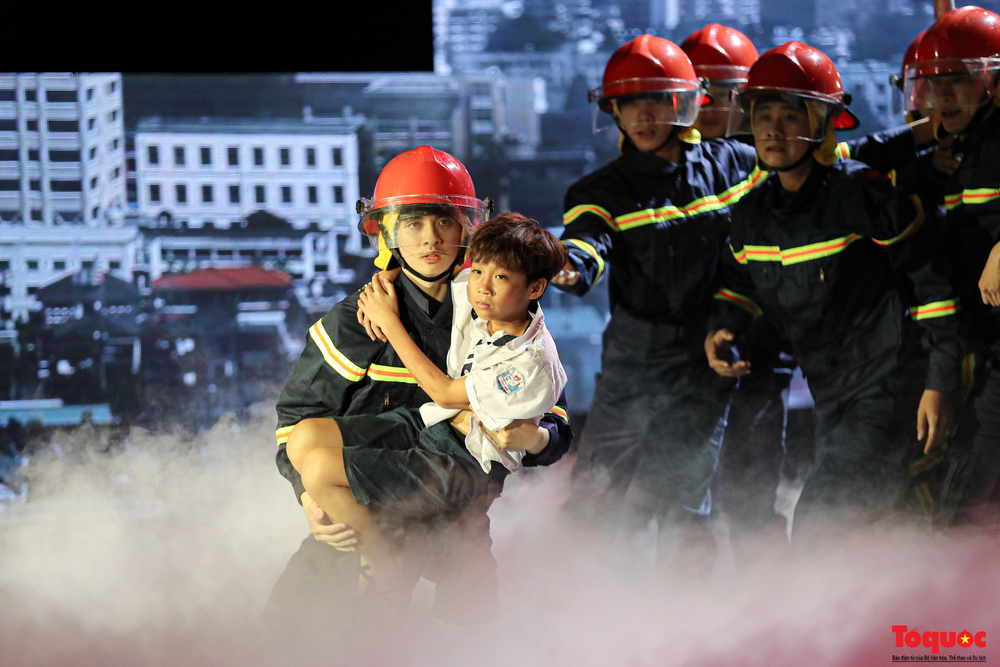 Tổquốc
Báo điện tử của Bộ Văn hóa, Thể thao và Du lịch